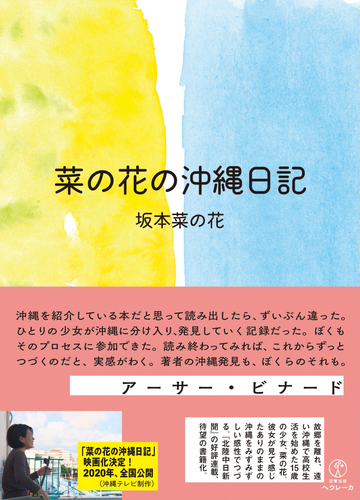 菜の花の沖縄日記
坂本菜の花
沖縄を紹介している本だと思って読み出したら、ずいぶん違った。
ひとりの少女が沖縄に分け入り、発見していく記録だった。ぼくも
そのプロセスに参加できた。読み終わってみれば、これからずっと
つづくのだと、実感がわく。著者の沖縄発見も、ぼくらのそれも。
アーサー・ビナード
故郷を離れ、遠
い沖縄で高校生
活を始めた15歳
の少女、菜の花。
彼女が見て感じ
たありのままの
沖縄をみずみず
しい感性でつづ
る、「北陸中日新
聞」の好評連載、
待望の書籍化。
「菜の花の沖縄日記」
映画化決定！
2020年、全国公開
（沖縄テレビ制作）
ヘウレーカ